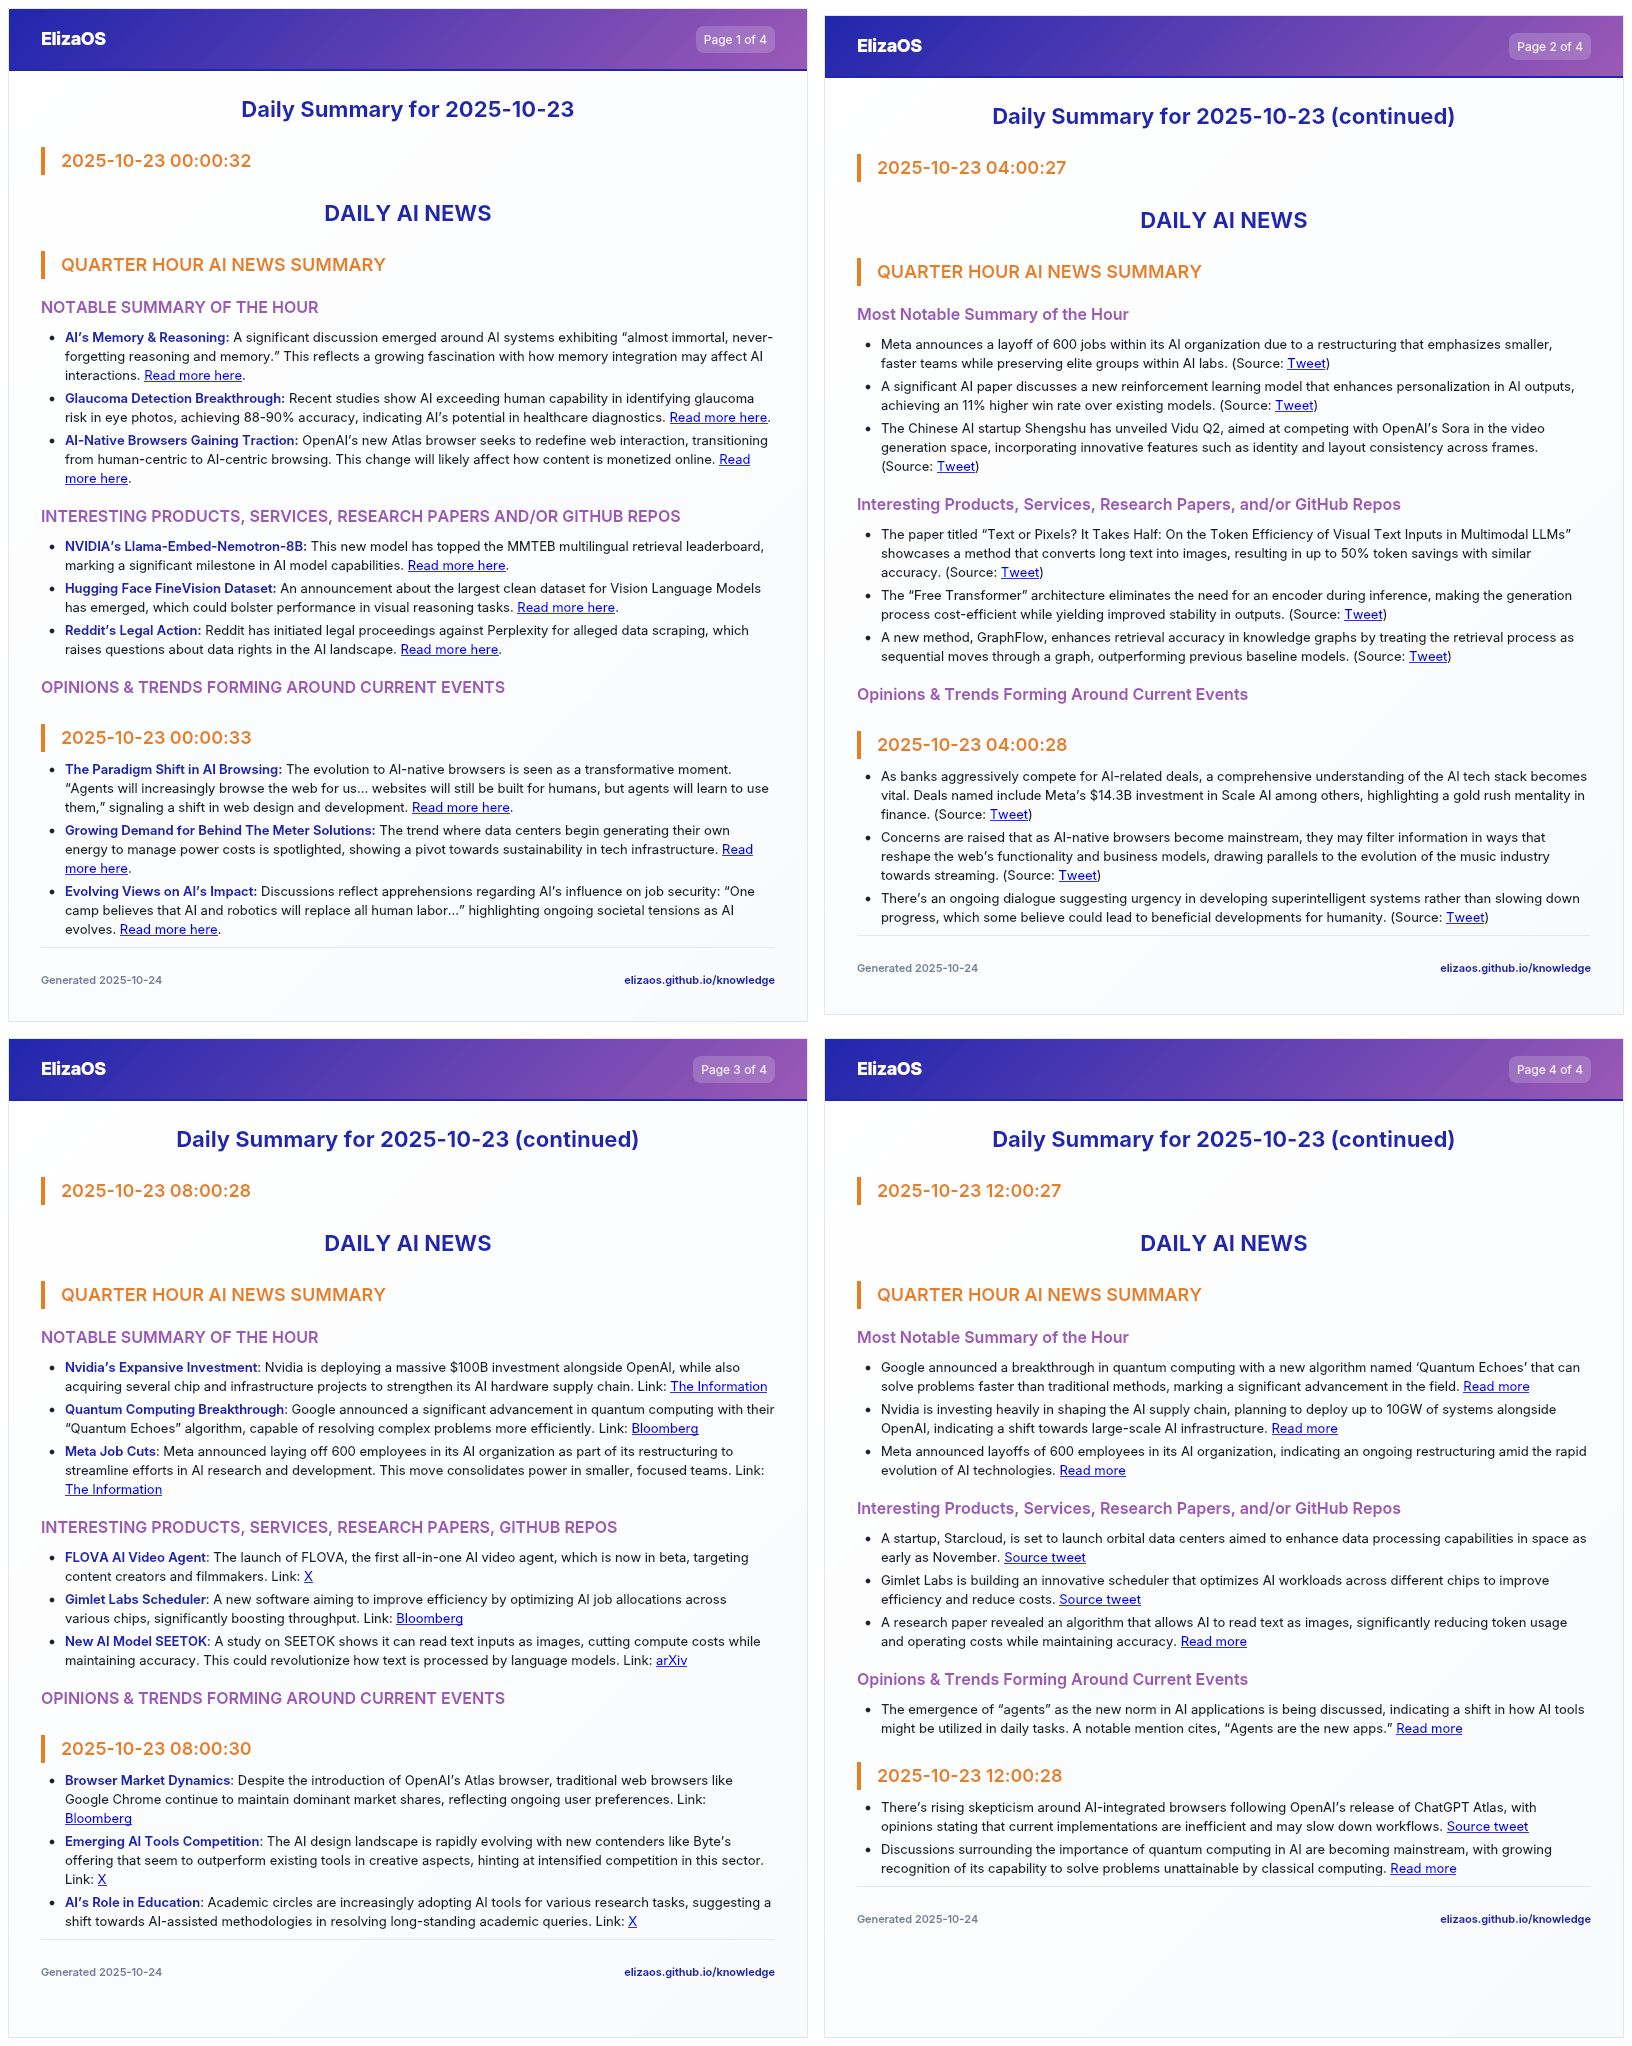 ElizaOS
Page 1 of 4
Daily Summary for 2025-10-23
2025-10-23 00:00:32
DAILY AI NEWS
QUARTER HOUR AI NEWS SUMMARY
NOTABLE SUMMARY OF THE HOUR
• AI’s Memory & Reasoning: A significant discussion emerged around AI systems exhibiting “almost immortal, never-
forgetting reasoning and memory.” This reflects a growing fascination with how memory integration may affect AI
interactions. Read more here.
• Glaucoma Detection Breakthrough: Recent studies show AI exceeding human capability in identifying glaucoma
risk in eye photos, achieving 88-90% accuracy, indicating AI’s potential in healthcare diagnostics. Read more here.
• AI-Native Browsers Gaining Traction: OpenAI’s new Atlas browser seeks to redefine web interaction, transitioning
from human-centric to AI-centric browsing. This change will likely affect how content is monetized online. Read
more here.
INTERESTING PRODUCTS, SERVICES, RESEARCH PAPERS AND/OR GITHUB REPOS
• NVIDIA’s Llama-Embed-Nemotron-8B: This new model has topped the MMTEB multilingual retrieval leaderboard,
marking a significant milestone in AI model capabilities. Read more here.
• Hugging Face FineVision Dataset: An announcement about the largest clean dataset for Vision Language Models
has emerged, which could bolster performance in visual reasoning tasks. Read more here.
• Reddit’s Legal Action: Reddit has initiated legal proceedings against Perplexity for alleged data scraping, which
raises questions about data rights in the AI landscape. Read more here.
OPINIONS & TRENDS FORMING AROUND CURRENT EVENTS
2025-10-23 00:00:33
• The Paradigm Shift in AI Browsing: The evolution to AI-native browsers is seen as a transformative moment.
“Agents will increasingly browse the web for us… websites will still be built for humans, but agents will learn to use
them,” signaling a shift in web design and development. Read more here.
• Growing Demand for Behind The Meter Solutions: The trend where data centers begin generating their own
energy to manage power costs is spotlighted, showing a pivot towards sustainability in tech infrastructure. Read
more here.
• Evolving Views on AI’s Impact: Discussions reflect apprehensions regarding AI’s influence on job security: “One
camp believes that AI and robotics will replace all human labor…” highlighting ongoing societal tensions as AI
evolves. Read more here.
Generated 2025-10-24
elizaos.github.io/knowledge
ElizaOS
Page 2 of 4
Daily Summary for 2025-10-23 (continued)
2025-10-23 04:00:27
DAILY AI NEWS
QUARTER HOUR AI NEWS SUMMARY
Most Notable Summary of the Hour
• Meta announces a layoff of 600 jobs within its AI organization due to a restructuring that emphasizes smaller,
faster teams while preserving elite groups within AI labs. (Source: Tweet)
• A significant AI paper discusses a new reinforcement learning model that enhances personalization in AI outputs,
achieving an 11% higher win rate over existing models. (Source: Tweet)
• The Chinese AI startup Shengshu has unveiled Vidu Q2, aimed at competing with OpenAI’s Sora in the video
generation space, incorporating innovative features such as identity and layout consistency across frames.
(Source: Tweet)
Interesting Products, Services, Research Papers, and/or GitHub Repos
• The paper titled “Text or Pixels? It Takes Half: On the Token Efficiency of Visual Text Inputs in Multimodal LLMs”
showcases a method that converts long text into images, resulting in up to 50% token savings with similar
accuracy. (Source: Tweet)
• The “Free Transformer” architecture eliminates the need for an encoder during inference, making the generation
process cost-efficient while yielding improved stability in outputs. (Source: Tweet)
• A new method, GraphFlow, enhances retrieval accuracy in knowledge graphs by treating the retrieval process as
sequential moves through a graph, outperforming previous baseline models. (Source: Tweet)
Opinions & Trends Forming Around Current Events
2025-10-23 04:00:28
• As banks aggressively compete for AI-related deals, a comprehensive understanding of the AI tech stack becomes
vital. Deals named include Meta’s $14.3B investment in Scale AI among others, highlighting a gold rush mentality in
finance. (Source: Tweet)
• Concerns are raised that as AI-native browsers become mainstream, they may filter information in ways that
reshape the web’s functionality and business models, drawing parallels to the evolution of the music industry
towards streaming. (Source: Tweet)
• There’s an ongoing dialogue suggesting urgency in developing superintelligent systems rather than slowing down
progress, which some believe could lead to beneficial developments for humanity. (Source: Tweet)
Generated 2025-10-24
elizaos.github.io/knowledge
ElizaOS
Page 3 of 4
Daily Summary for 2025-10-23 (continued)
2025-10-23 08:00:28
DAILY AI NEWS
QUARTER HOUR AI NEWS SUMMARY
NOTABLE SUMMARY OF THE HOUR
• Nvidia’s Expansive Investment: Nvidia is deploying a massive $100B investment alongside OpenAI, while also
acquiring several chip and infrastructure projects to strengthen its AI hardware supply chain. Link: The Information
• Quantum Computing Breakthrough: Google announced a significant advancement in quantum computing with their
“Quantum Echoes” algorithm, capable of resolving complex problems more efficiently. Link: Bloomberg
• Meta Job Cuts: Meta announced laying off 600 employees in its AI organization as part of its restructuring to
streamline efforts in AI research and development. This move consolidates power in smaller, focused teams. Link:
The Information
INTERESTING PRODUCTS, SERVICES, RESEARCH PAPERS, GITHUB REPOS
• FLOVA AI Video Agent: The launch of FLOVA, the first all-in-one AI video agent, which is now in beta, targeting
content creators and filmmakers. Link: X
• Gimlet Labs Scheduler: A new software aiming to improve efficiency by optimizing AI job allocations across
various chips, significantly boosting throughput. Link: Bloomberg
• New AI Model SEETOK: A study on SEETOK shows it can read text inputs as images, cutting compute costs while
maintaining accuracy. This could revolutionize how text is processed by language models. Link: arXiv
OPINIONS & TRENDS FORMING AROUND CURRENT EVENTS
2025-10-23 08:00:30
• Browser Market Dynamics: Despite the introduction of OpenAI’s Atlas browser, traditional web browsers like
Google Chrome continue to maintain dominant market shares, reflecting ongoing user preferences. Link:
Bloomberg
• Emerging AI Tools Competition: The AI design landscape is rapidly evolving with new contenders like Byte’s
offering that seem to outperform existing tools in creative aspects, hinting at intensified competition in this sector.
Link: X
• AI’s Role in Education: Academic circles are increasingly adopting AI tools for various research tasks, suggesting a
shift towards AI-assisted methodologies in resolving long-standing academic queries. Link: X
Generated 2025-10-24
elizaos.github.io/knowledge
ElizaOS
Page 4 of 4
Daily Summary for 2025-10-23 (continued)
2025-10-23 12:00:27
DAILY AI NEWS
QUARTER HOUR AI NEWS SUMMARY
Most Notable Summary of the Hour
• Google announced a breakthrough in quantum computing with a new algorithm named ‘Quantum Echoes’ that can
solve problems faster than traditional methods, marking a significant advancement in the field. Read more
• Nvidia is investing heavily in shaping the AI supply chain, planning to deploy up to 10GW of systems alongside
OpenAI, indicating a shift towards large-scale AI infrastructure. Read more
• Meta announced layoffs of 600 employees in its AI organization, indicating an ongoing restructuring amid the rapid
evolution of AI technologies. Read more
Interesting Products, Services, Research Papers, and/or GitHub Repos
• A startup, Starcloud, is set to launch orbital data centers aimed to enhance data processing capabilities in space as
early as November. Source tweet
• Gimlet Labs is building an innovative scheduler that optimizes AI workloads across different chips to improve
efficiency and reduce costs. Source tweet
• A research paper revealed an algorithm that allows AI to read text as images, significantly reducing token usage
and operating costs while maintaining accuracy. Read more
Opinions & Trends Forming Around Current Events
• The emergence of “agents” as the new norm in AI applications is being discussed, indicating a shift in how AI tools
might be utilized in daily tasks. A notable mention cites, “Agents are the new apps.” Read more
2025-10-23 12:00:28
• There’s rising skepticism around AI-integrated browsers following OpenAI’s release of ChatGPT Atlas, with
opinions stating that current implementations are inefficient and may slow down workflows. Source tweet
• Discussions surrounding the importance of quantum computing in AI are becoming mainstream, with growing
recognition of its capability to solve problems unattainable by classical computing. Read more
Generated 2025-10-24
elizaos.github.io/knowledge